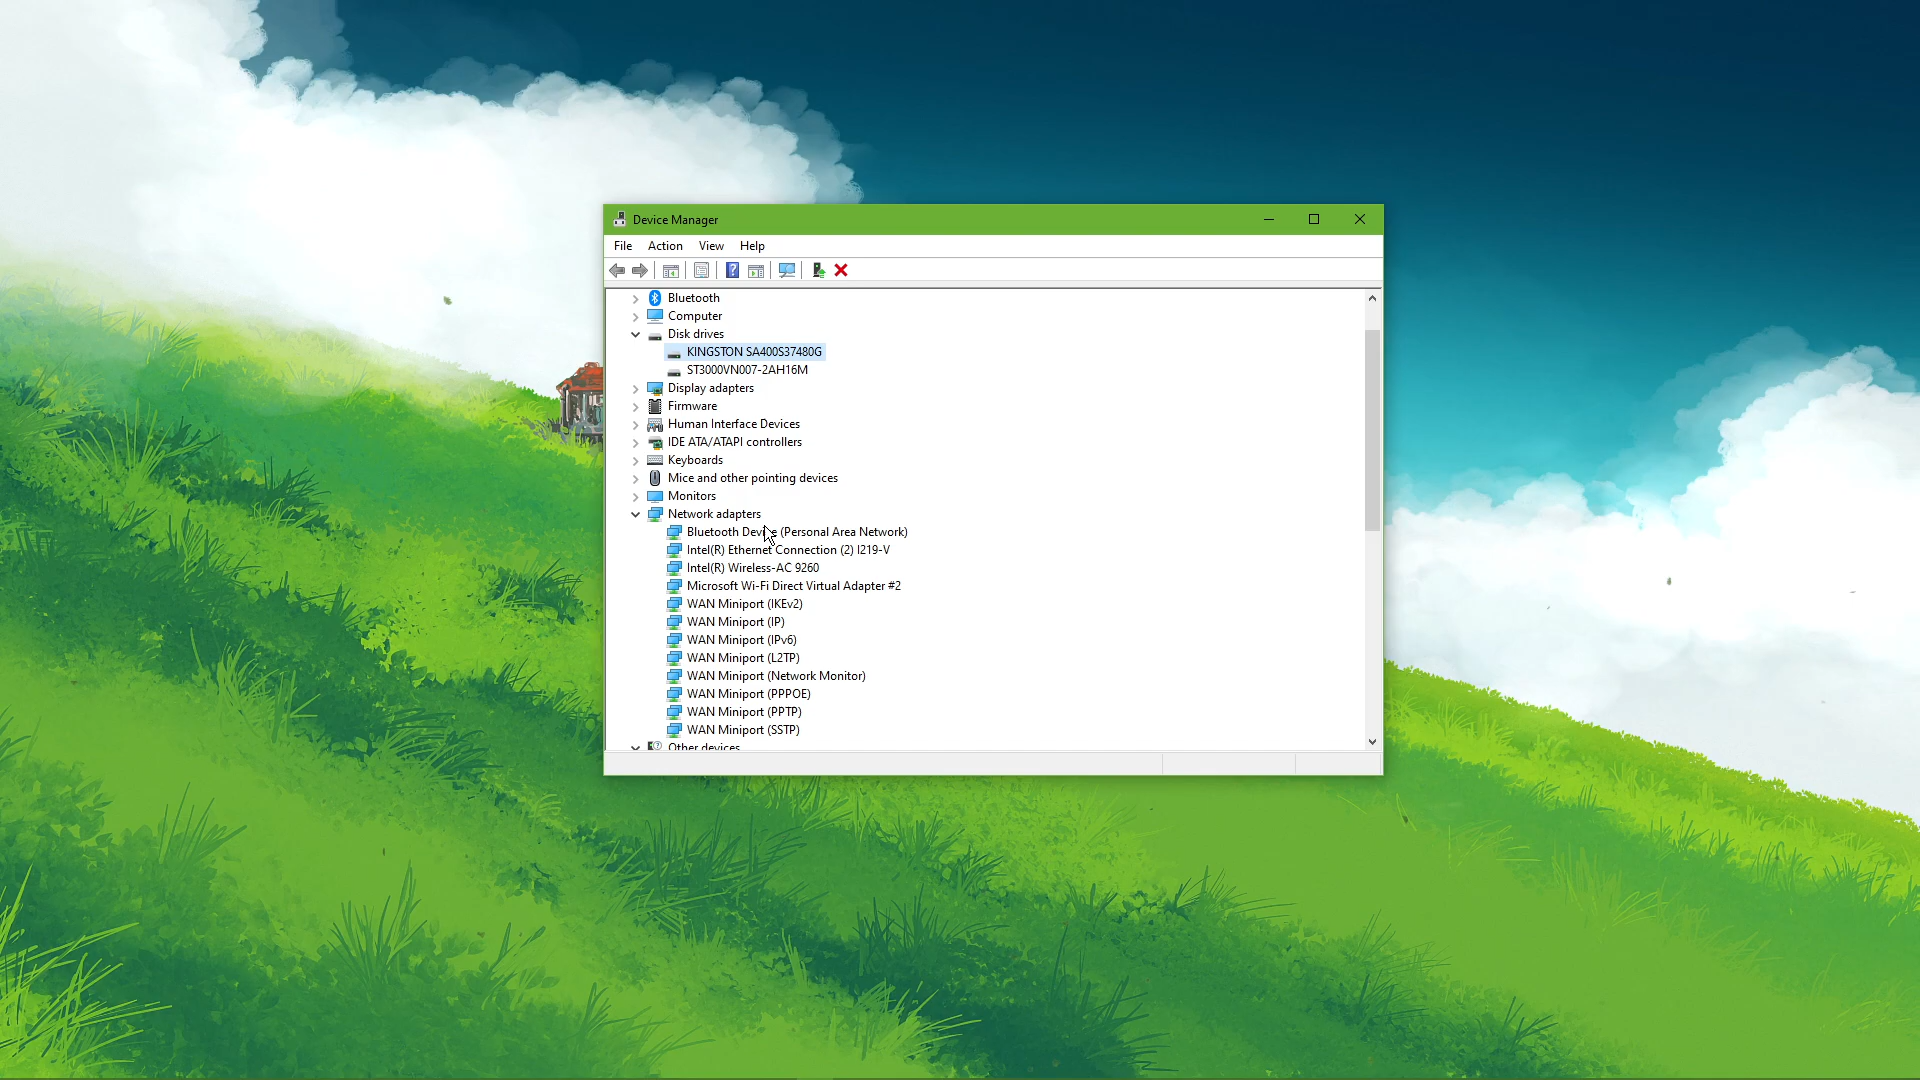 Device Manager
File Action View Help
Bluetooth
Computer
Disk drives
KINGSTON SA400S37480G
ST3000VN007-2AH16M
Display adapters
Firmware
Human Interface Devices
IDE ATA/ATAPI controllers
Keyboards
Mice and other pointing devices
Monitors
Network adapters
Bluetooth Device (Personal Area Network)
Intel(R) Ethernet Connection (2) I219-V
Intel(R) Wireless-AC 9260
Microsoft Wi-Fi Direct Virtual Adapter #2
WAN Miniport (IKEv2)
WAN Miniport (IP)
WAN Miniport (IPv6)
WAN Miniport (L2TP)
WAN Miniport (Network Monitor)
WAN Miniport (PPPOE)
WAN Miniport (PPTP)
WAN Miniport (SSTP)
Other devices